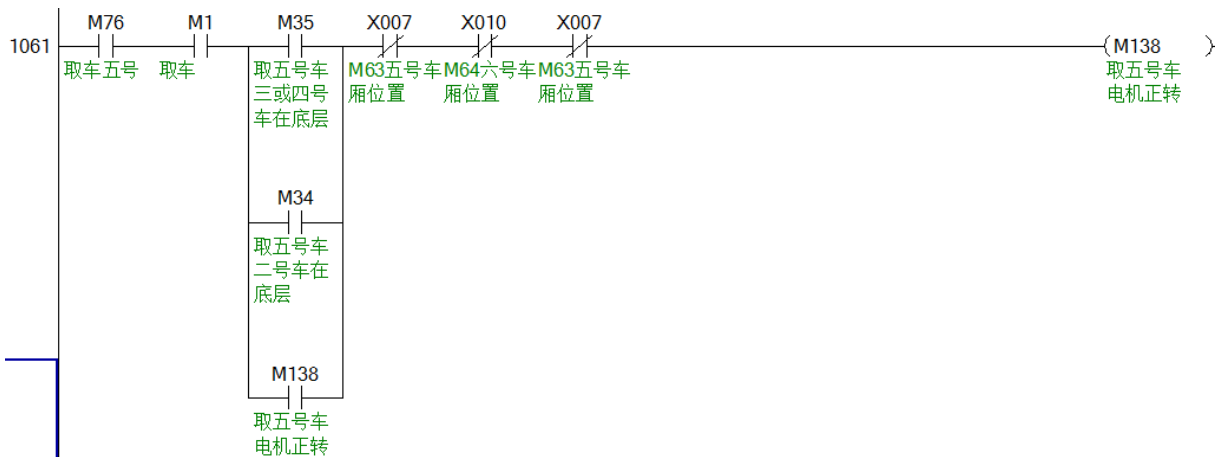 M76 M1 M35 X007 X010 X007
1061 M138
取车五号 取车 取五号车 M63五号车 M64六号车 M63五号车 取五号车
三或四号 厢位置 厢位置 厢位置 电机正转
车在底层
M34
取五号车
二号车在
底层
M138
取五号车
电机正转